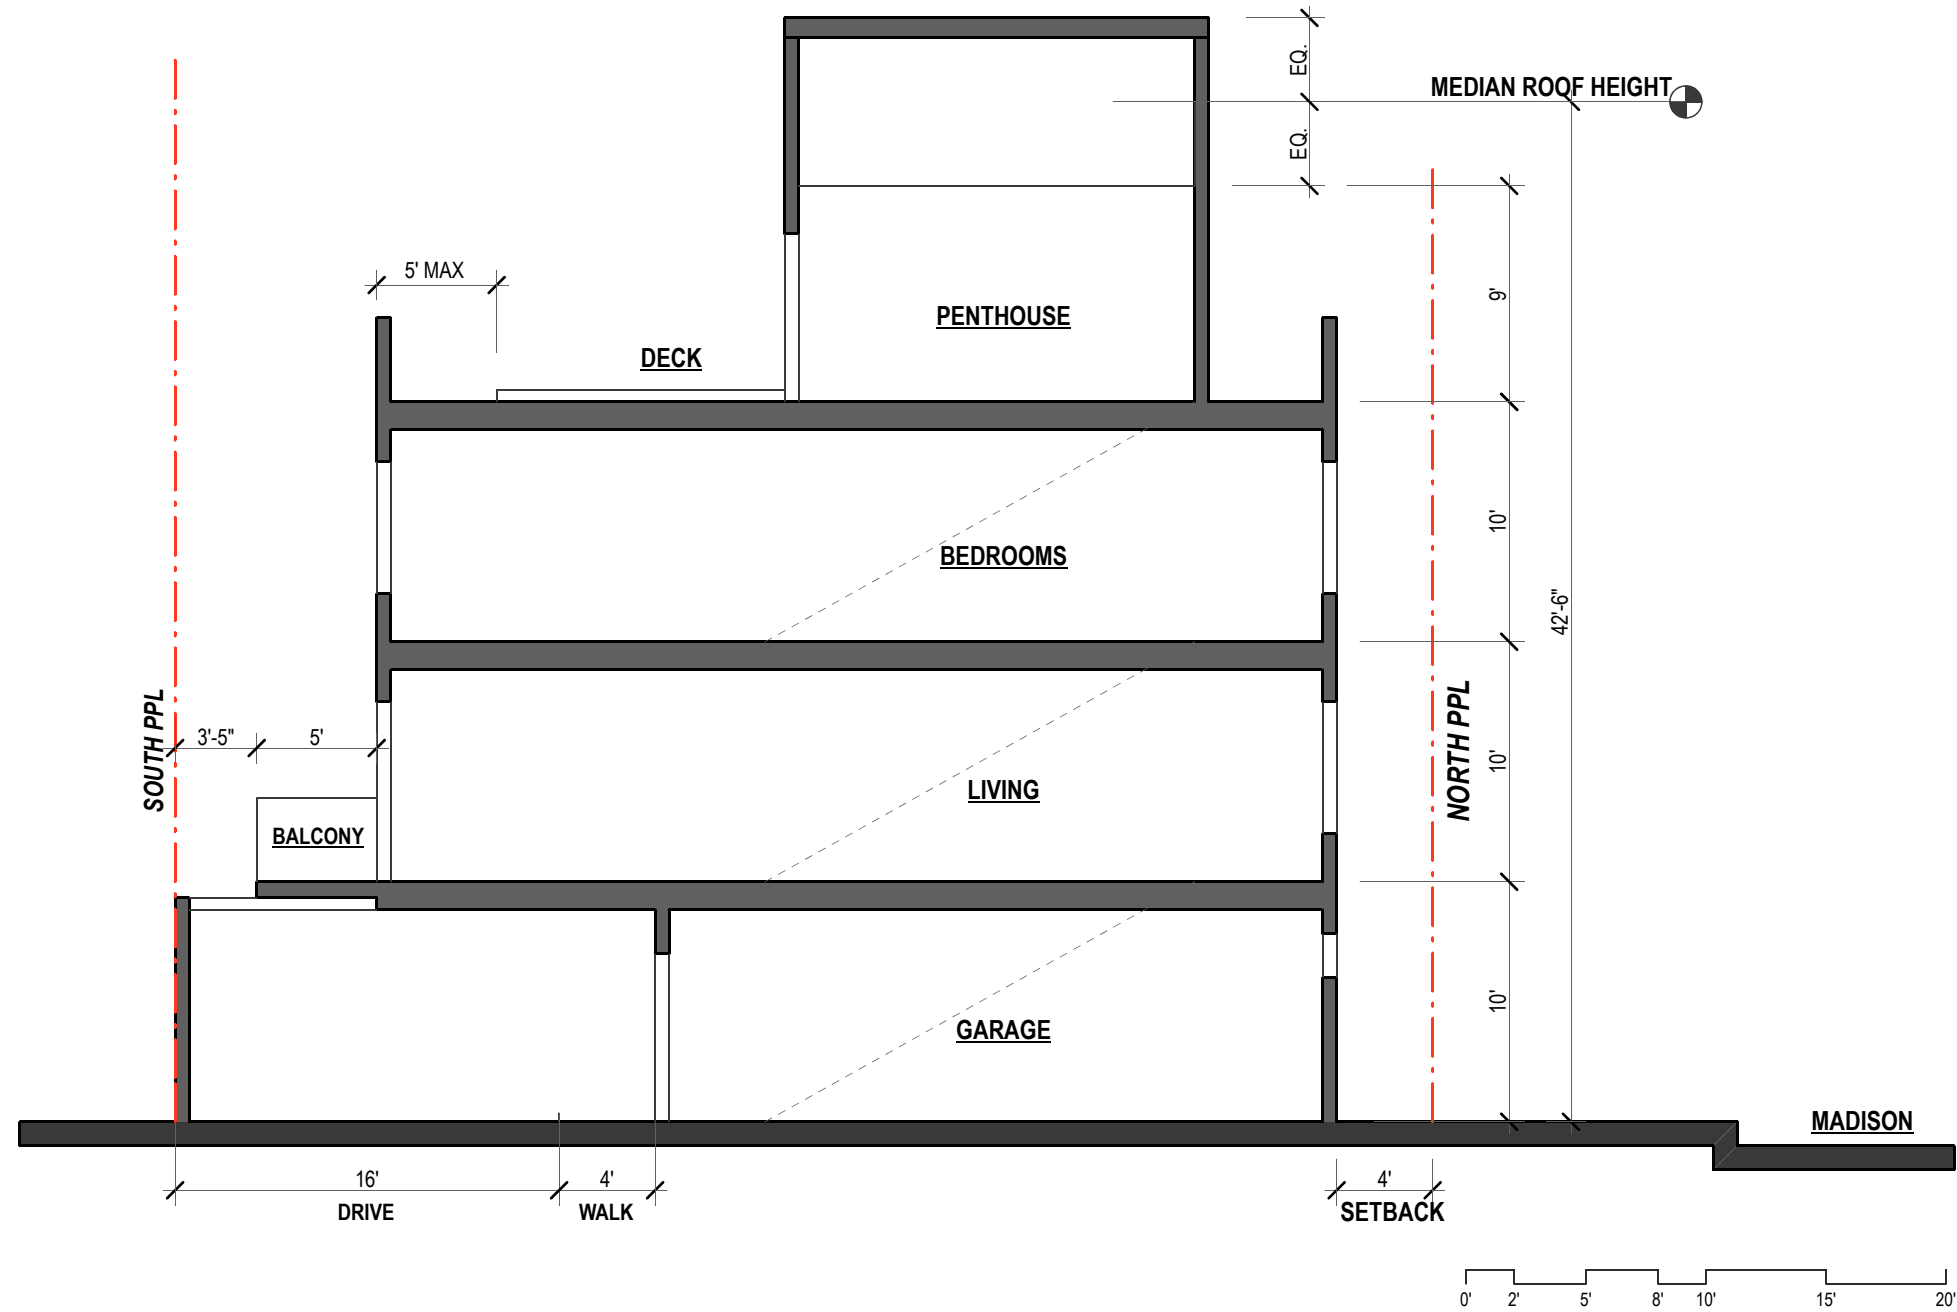 EQ.
MEDIAN ROOF HEIGHT
EQ.
5' MAX
9'
PENTHOUSE
DECK
10'
BEDROOMS
42'-6"
SOUTH PPL
NORTH PPL
3'-5"
5'
10'
LIVING
BALCONY
10'
GARAGE
MADISON
16'
4'
4'
DRIVE
WALK
SETBACK
0' 2' 5' 8' 10' 15' 20'